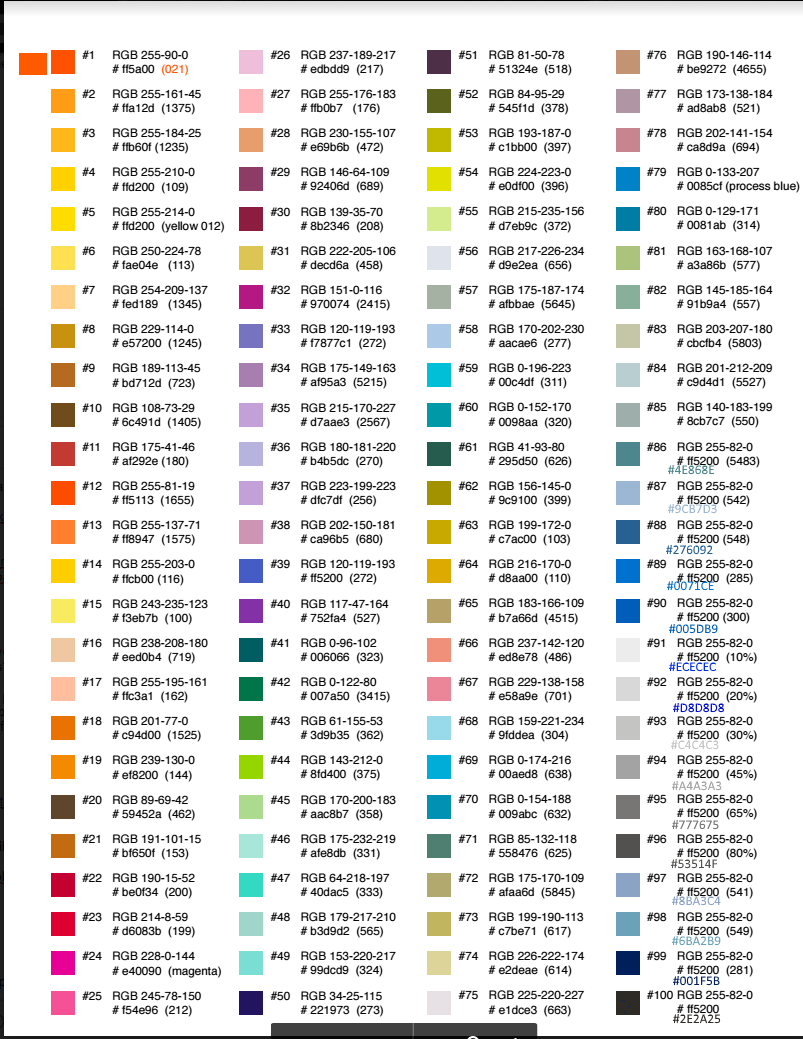 #1 RGB 255-90-0
# ff5a00 (021)
#2 RGB 255-161-45
# ffa12d (1375)
#3 RGB 255-184-25
# ffb60f (1235)
#4 RGB 255-210-0
# ffd200 (109)
#5 RGB 255-214-0
# ffd200 (yellow 012)
#6 RGB 250-224-78
# fae04e (113)
#7 RGB 254-209-137
# fed189 (1345)
#8 RGB 229-114-0
# e57200 (1245)
#9 RGB 189-113-45
# bd712d (723)
#10 RGB 108-73-29
# 6c491d (1405)
#11 RGB 175-41-46
# af292e (180)
#12 RGB 255-81-19
# ff5113 (1655)
#13 RGB 255-137-71
# ff8947 (1575)
#14 RGB 255-203-0
# ffcb00 (116)
#15 RGB 243-235-123
# f3eb7b (100)
#16 RGB 238-208-180
# eed0b4 (719)
#17 RGB 255-195-161
# ffc3a1 (162)
#18 RGB 201-77-0
# c94d00 (1525)
#19 RGB 239-130-0
# ef8200 (144)
#20 RGB 89-69-42
# 59452a (462)
#21 RGB 191-101-15
# bf650f (153)
#22 RGB 190-15-52
# be0f34 (200)
#23 RGB 214-8-59
# d6083b (199)
#24 RGB 228-0-144
# e40090 (magenta)
#25 RGB 245-78-150
# f54e96 (212)
#26 RGB 237-189-217
# edbdd9 (217)
#27 RGB 255-176-183
# ffb0b7 (176)
#28 RGB 230-155-107
# e69b6b (472)
#29 RGB 146-64-109
# 92406d (689)
#30 RGB 139-35-70
# 8b2346 (208)
#31 RGB 222-205-106
# decd6a (458)
#32 RGB 151-0-116
# 970074 (2415)
#33 RGB 120-119-193
# f7877c1 (272)
#34 RGB 175-149-163
# af95a3 (5215)
#35 RGB 215-170-227
# d7aae3 (2567)
#36 RGB 180-181-220
# b4b5dc (270)
#37 RGB 223-199-223
# dfc7df (256)
#38 RGB 202-150-181
# ca96b5 (680)
#39 RGB 120-119-193
# ff5200 (272)
#40 RGB 117-47-164
# 752fa4 (527)
#41 RGB 0-96-102
# 006066 (323)
#42 RGB 0-122-80
# 007a50 (3415)
#43 RGB 61-155-53
# 3d9b35 (362)
#44 RGB 143-212-0
# 8fd400 (375)
#45 RGB 170-200-183
# aac8b7 (358)
#46 RGB 175-232-219
# afe8db (331)
#47 RGB 64-218-197
# 40dac5 (333)
#48 RGB 179-217-210
# b3d9d2 (565)
#49 RGB 153-220-217
# 99dcd9 (324)
#50 RGB 34-25-115
# 221973 (273)
#51 RGB 81-50-78
# 51324e (518)
#52 RGB 84-95-29
# 545f1d (378)
#53 RGB 193-187-0
# c1bb00 (397)
#54 RGB 224-223-0
# e0df00 (396)
#55 RGB 215-235-156
# d7eb9c (372)
#56 RGB 217-226-234
# d9e2ea (656)
#57 RGB 175-187-174
# afbbae (5645)
#58 RGB 170-202-230
# aacae6 (277)
#59 RGB 0-196-223
# 00c4df (311)
#60 RGB 0-152-170
# 0098aa (320)
#61 RGB 41-93-80
# 295d50 (626)
#62 RGB 156-145-0
# 9c9100 (399)
#63 RGB 199-172-0
# c7ac00 (103)
#64 RGB 216-170-0
# d8aa00 (110)
#65 RGB 183-166-109
# b7a66d (4515)
#66 RGB 237-142-120
# ed8e78 (486)
#67 RGB 229-138-158
# e58a9e (701)
#68 RGB 159-221-234
# 9fddea (304)
#69 RGB 0-174-216
# 00aed8 (638)
#70 RGB 0-154-188
# 009abc (632)
#71 RGB 85-132-118
# 558476 (625)
#72 RGB 175-170-109
# afaa6d (5845)
#73 RGB 199-190-113
# c7be71 (617)
#74 RGB 226-222-174
# e2deae (614)
#75 RGB 225-220-227
# e1dce3 (663)
#76 RGB 190-146-114
# be9272 (4655)
#77 RGB 173-138-184
# ad8ab8 (521)
#78 RGB 202-141-154
# ca8d9a (694)
#79 RGB 0-133-207
# 0085cf (process blue)
#80 RGB 0-129-171
# 0081ab (314)
#81 RGB 163-168-107
# a3a86b (577)
#82 RGB 145-185-164
# 91b9a4 (557)
#83 RGB 203-207-180
# cbcfb4 (5803)
#84 RGB 201-212-209
# c9d4d1 (5527)
#85 RGB 140-183-199
# 8cb7c7 (550)
#86 RGB 255-82-0
# ff5200 (5483)
#4E868E
#87 RGB 255-82-0
# ff5200 (542)
#9CB7D3
#88 RGB 255-82-0
# ff5200 (548)
#276092
#89 RGB 255-82-0
# ff5200 (285)
#0071CE
#90 RGB 255-82-0
# ff5200 (300)
#005DB9
#91 RGB 255-82-0
# ff5200 (10%)
#ECECEC
#92 RGB 255-82-0
# ff5200 (20%)
#D8D8D8
#93 RGB 255-82-0
# ff5200 (30%)
#C4C4C3
#94 RGB 255-82-0
# ff5200 (45%)
#A4A3A3
#95 RGB 255-82-0
# ff5200 (65%)
#777675
#96 RGB 255-82-0
# ff5200 (80%)
#53514F
#97 RGB 255-82-0
# ff5200 (541)
#8BA3C4
#98 RGB 255-82-0
# ff5200 (549)
#6BA2B9
#99 RGB 255-82-0
# ff5200 (281)
#001F5B
#100 RGB 255-82-0
# ff5200
#2E2A25